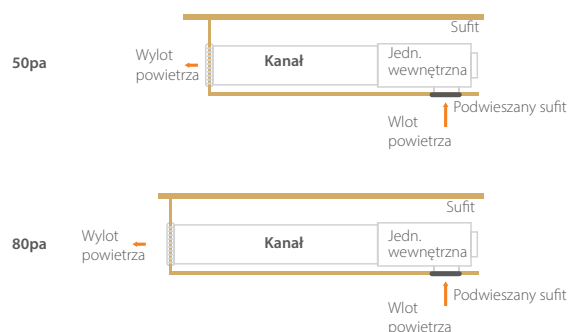 Sufit
Wylot
powietrza
50pa
Kanał
Jedn.
wewnętrzna
Podwieszany sufit
Wlot
powietrza
Sufit
Wylot
powietrza
80pa
Kanał
Jedn.
wewnętrzna
Podwieszany sufit
Wlot
powietrza